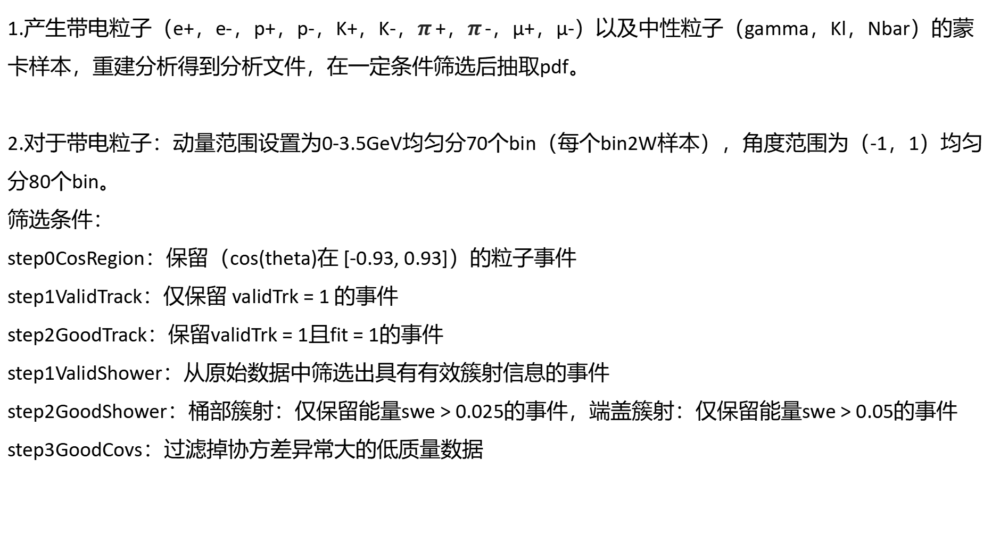 1.产生带电粒子（e+，e-，p+，p-，K+，K-，π+，π-，μ+，μ-）以及中性粒子（gamma，Kl，Nbar）的蒙
卡样本，重建分析得到分析文件，在一定条件筛选后抽取pdf。
2.对于带电粒子：动量范围设置为0-3.5GeV均匀分70个bin（每个bin2W样本），角度范围为（-1，1）均匀
分80个bin。
筛选条件：
step0CosRegion：保留（cos(theta)在 [-0.93, 0.93]）的粒子事件
step1ValidTrack：仅保留 validTrk = 1 的事件
step2GoodTrack：保留validTrk = 1且fit = 1的事件
step1ValidShower：从原始数据中筛选出具有有效簇射信息的事件
step2GoodShower：桶部簇射：仅保留能量swe > 0.025的事件，端盖簇射：仅保留能量swe > 0.05的事件
step3GoodCovs：过滤掉协方差异常大的低质量数据